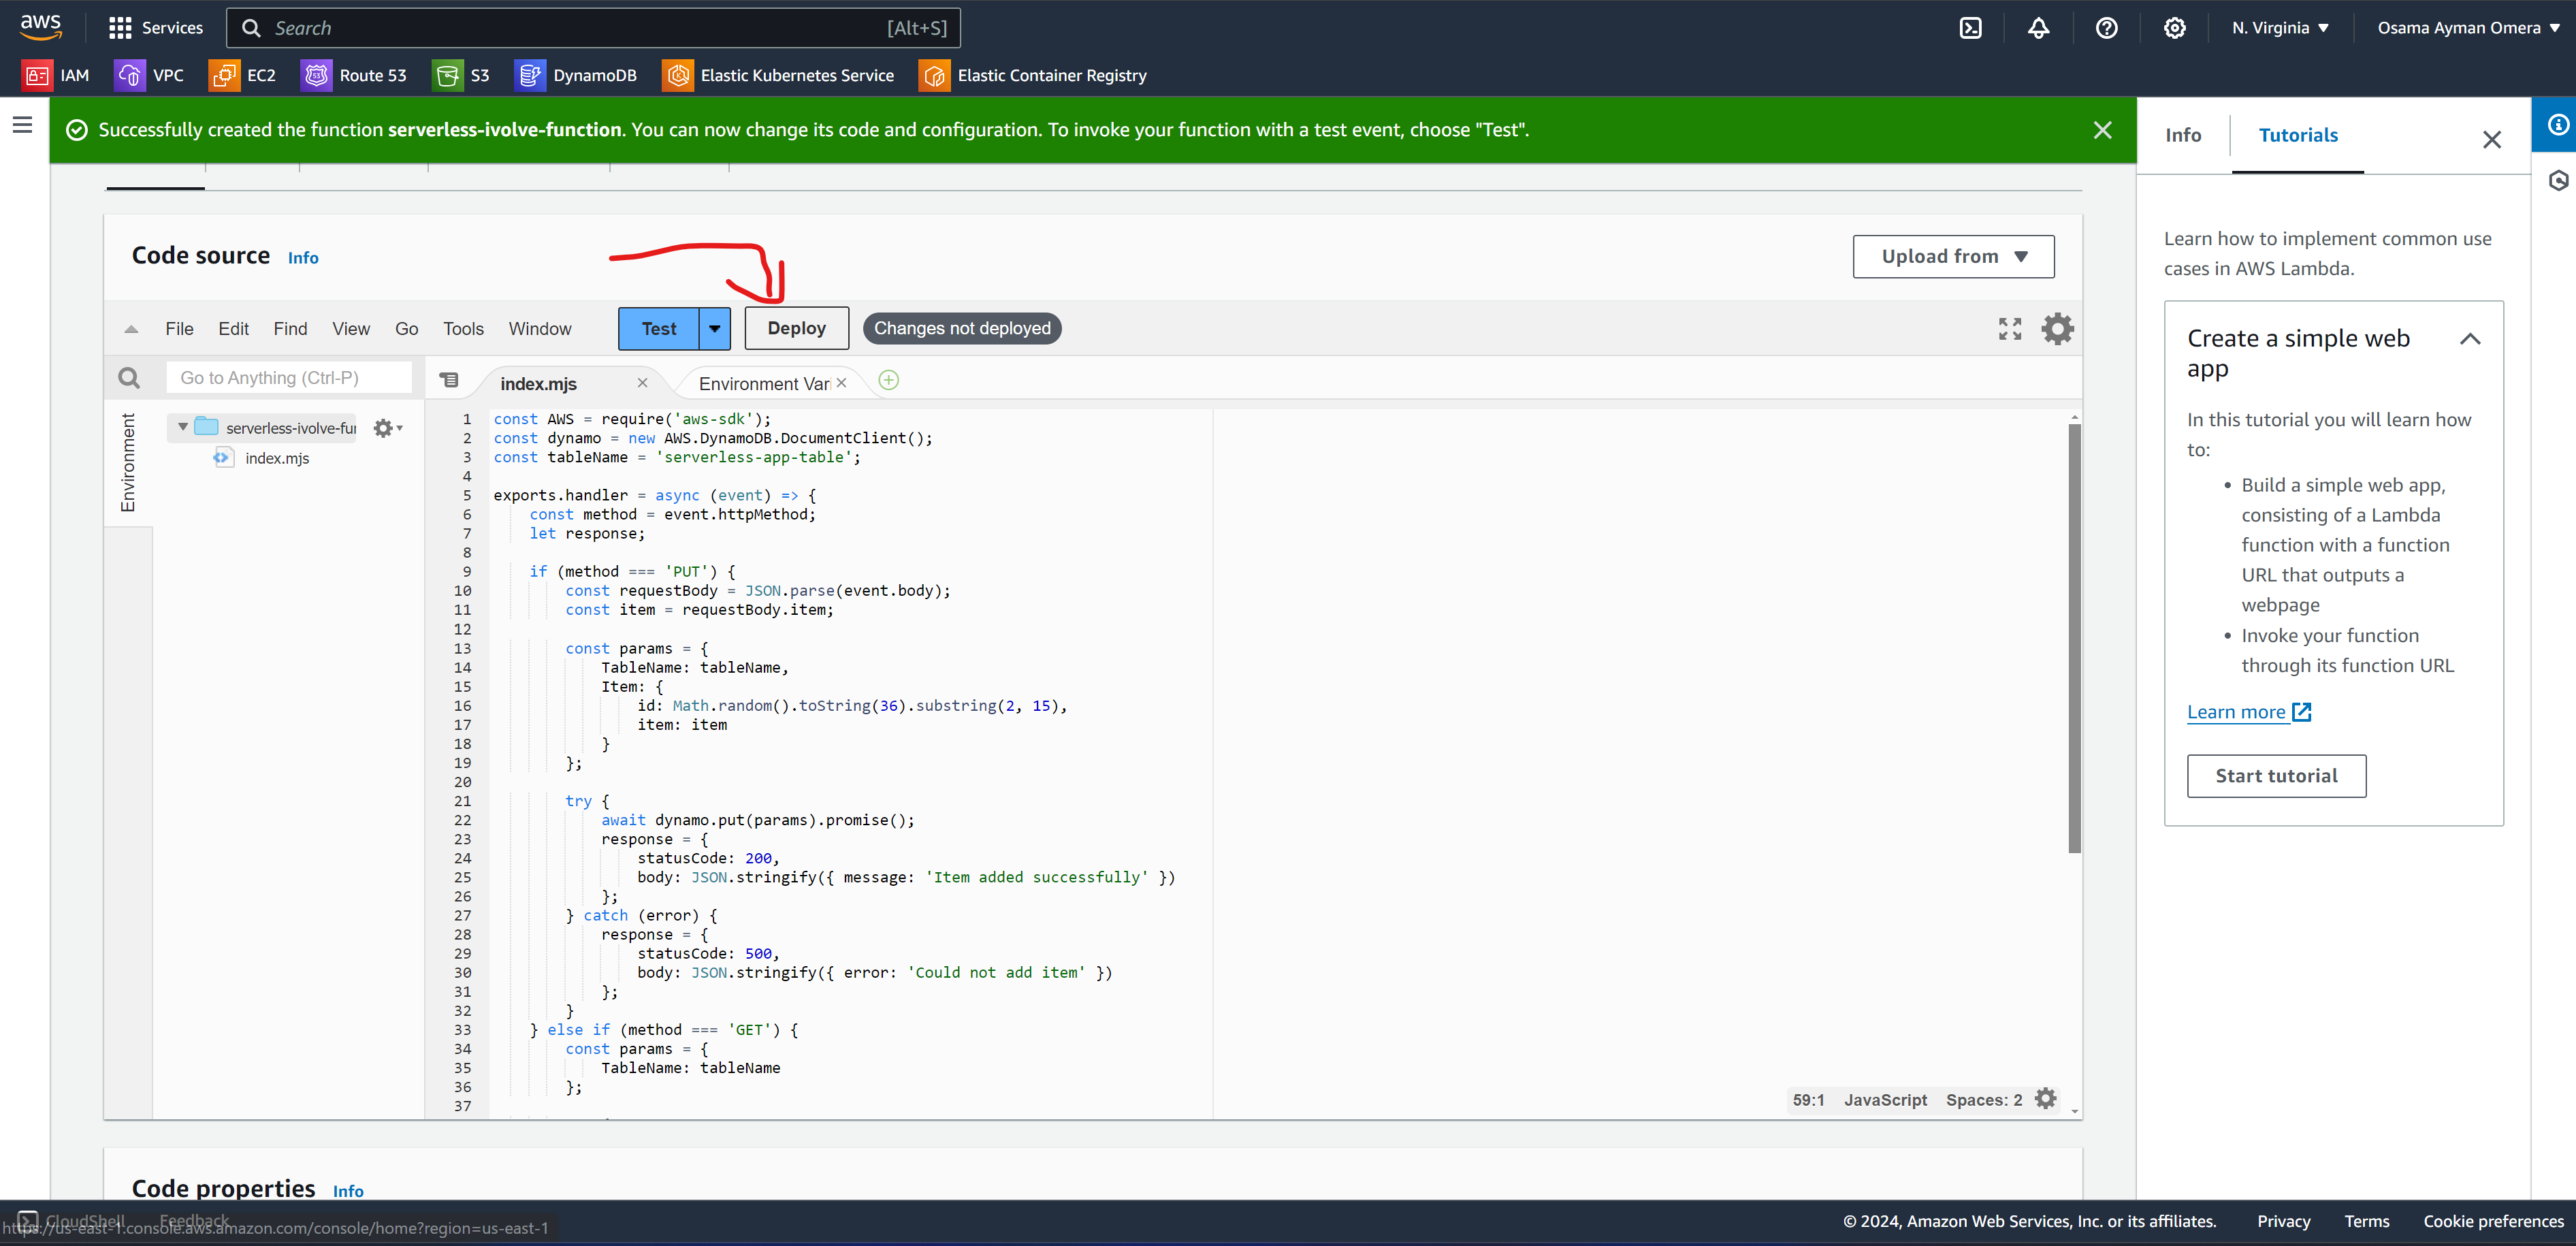 aws
Services
Search
[Alt+S]
N. Virginia
Osama Ayman Omera
IAM
VPC
EC2
Route 53
S3
DynamoDB
Elastic Kubernetes Service
Elastic Container Registry
Successfully created the function serverless-ivolve-function. You can now change its code and configuration. To invoke your function with a test event, choose "Test".
Code source Info
Upload from
File Edit Find View Go Tools Window
Test
Deploy
Changes not deployed
Go to Anything (Ctrl-P)
index.mjs
Environment Var
Environment
serverless-ivolve-fu
index.mjs
1 const AWS = require('aws-sdk');
2 const dynamo = new AWS.DynamoDB.DocumentClient();
3 const tableName = 'serverless-app-table';
4
5 exports.handler = async (event) => {
6 const method = event.httpMethod;
7 let response;
8
9 if (method === 'PUT') {
10 const requestBody = JSON.parse(event.body);
11 const item = requestBody.item;
12
13 const params = {
14 TableName: tableName,
15 Item: {
16 id: Math.random().toString(36).substring(2, 15),
17 item: item
18 }
19 };
20
21 try {
22 await dynamo.put(params).promise();
23 response = {
24 statusCode: 200,
25 body: JSON.stringify({ message: 'Item added successfully' })
26 };
27 } catch (error) {
28 response = {
29 statusCode: 500,
30 body: JSON.stringify({ error: 'Could not add item' })
31 };
32 }
33 } else if (method === 'GET') {
34 const params = {
35 TableName: tableName
36 };
37
59:1 JavaScript Spaces: 2
Code properties Info
Info
Tutorials
Learn how to implement common use
cases in AWS Lambda.
Create a simple web
app
In this tutorial you will learn how
to:
• Build a simple web app,
consisting of a Lambda
function with a function
URL that outputs a
webpage
• Invoke your function
through its function URL
Learn more
Start tutorial
CloudShell Feedback
https://us-east-1.console.aws.amazon.com/console/home?region=us-east-1
© 2024, Amazon Web Services, Inc. or its affiliates.
Privacy
Terms
Cookie preferences